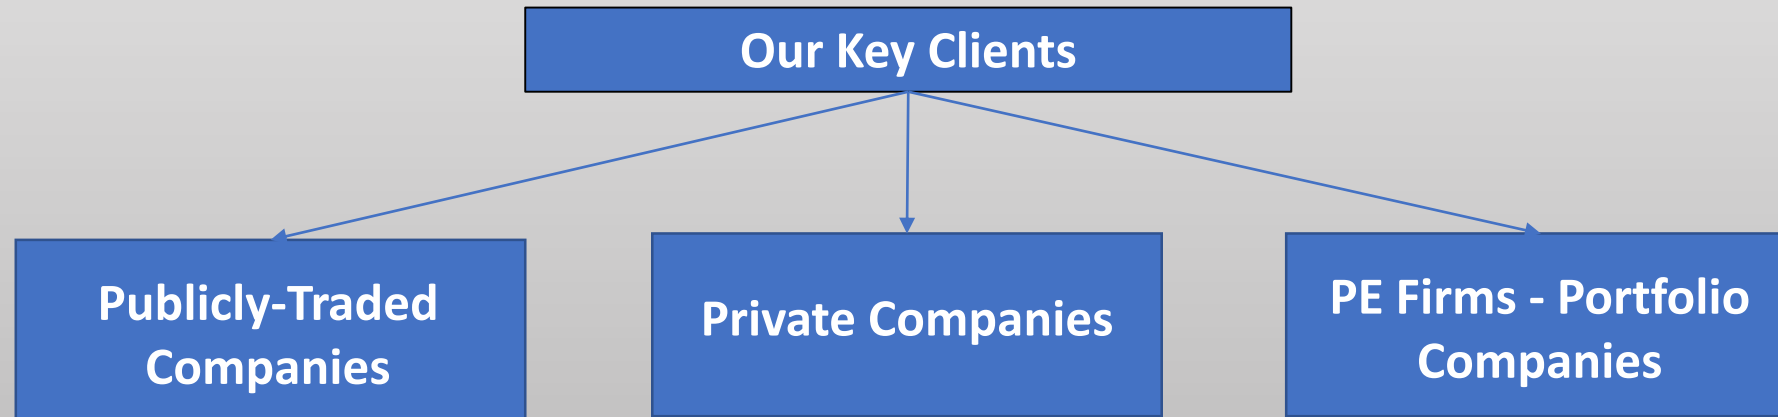 Our Key Clients
Publicly-Traded
Companies
Private Companies
PE Firms - Portfolio
Companies